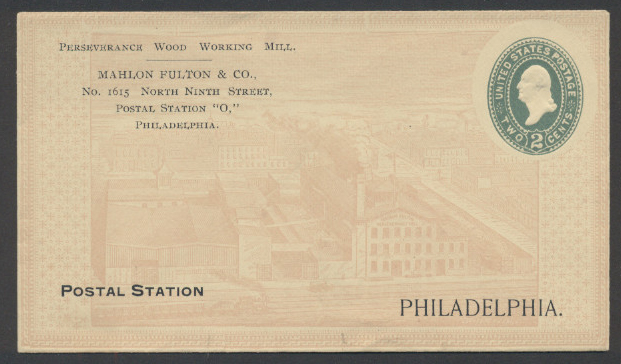 PERSEVERANCE WOOD WORKING MILL.
MAHLON FULTON & CO.,
No. 1615 NORTH NINTH STREET,
POSTAL STATION "O,"
PHILADELPHIA.
UNITED STATES POSTAGE
TWO 2 CENTS
POSTAL STATION
PHILADELPHIA.